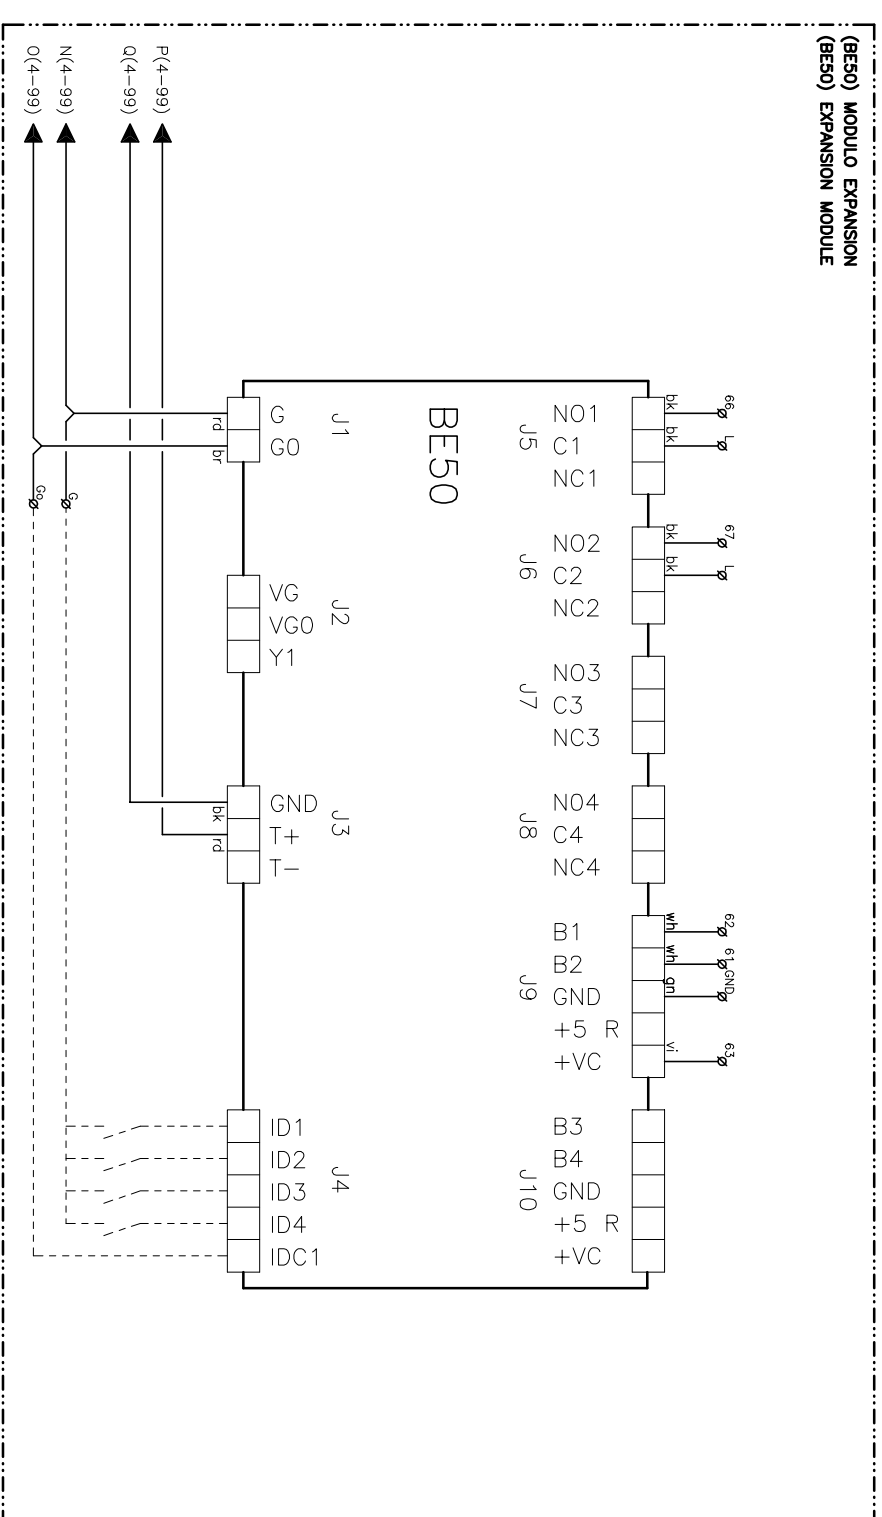 (BE50) MODULO EXPANSION
(BE50) EXPANSION MODULE
O(4-99)
N(4-99)
Q(4-99)
P(4-99)
BE50
J1
G
G0
rd
br
Go
G
J2
VG
VG0
Y1
J3
GND
T+
T-
bk
rd
J4
ID1
ID2
ID3
ID4
IDC1
J5
NO1
C1
NC1
bk
bk
66
L
J6
NO2
C2
NC2
bk
bk
67
L
J7
NO3
C3
NC3
J8
NO4
C4
NC4
J9
B1
B2
GND
+5 R
+VC
wh
wh
gn
vi
62
61
GND
63
J10
B3
B4
GND
+5 R
+VC